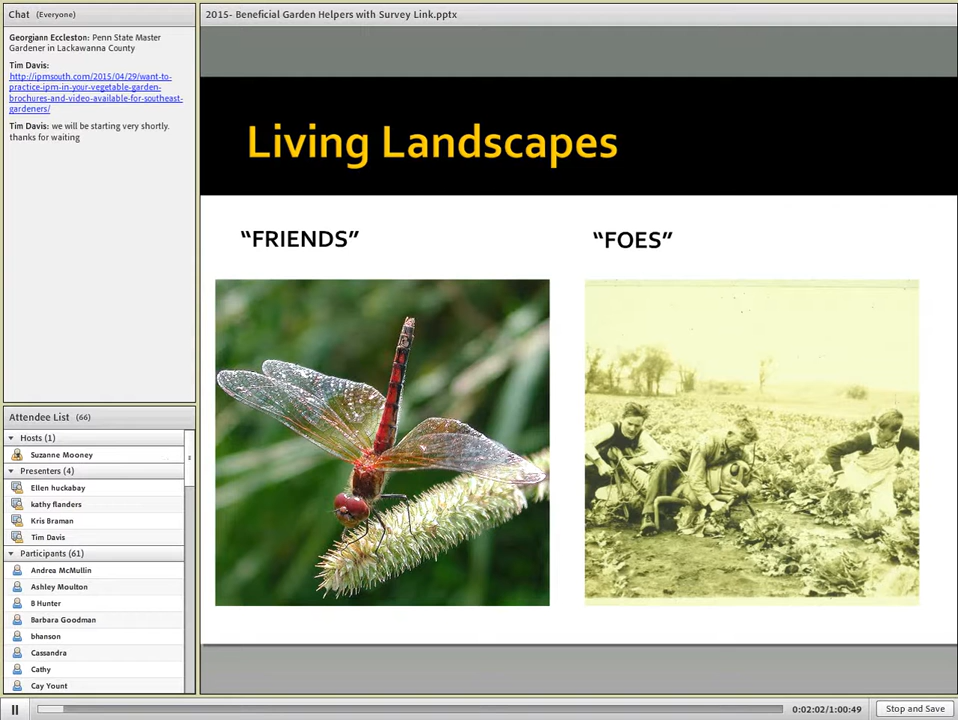 Chat (Everyone)
Georgiann Eccleston: Penn State Master
Gardener in Lackawanna County
Tim Davis:
http://ipmsouth.com/2015/04/29/want-to-
practice-ipm-in-your-vegetable-garden-
brochures-and-video-available-for-southeast-
gardeners/
Tim Davis: we will be starting very shortly.
thanks for waiting
Attendee List (66)
Hosts (1)
Suzanne Mooney
Presenters (4)
Ellen huckabay
kathy flanders
Kris Braman
Tim Davis
Participants (61)
Andrea McMullin
Ashley Moulton
B Hunter
Barbara Goodman
bhanson
Cassandra
Cathy
Cay Yount
2015- Beneficial Garden Helpers with Survey Link.pptx
Living Landscapes
“FRIENDS”
“FOES”
0:02:02/1:00:49
Stop and Save